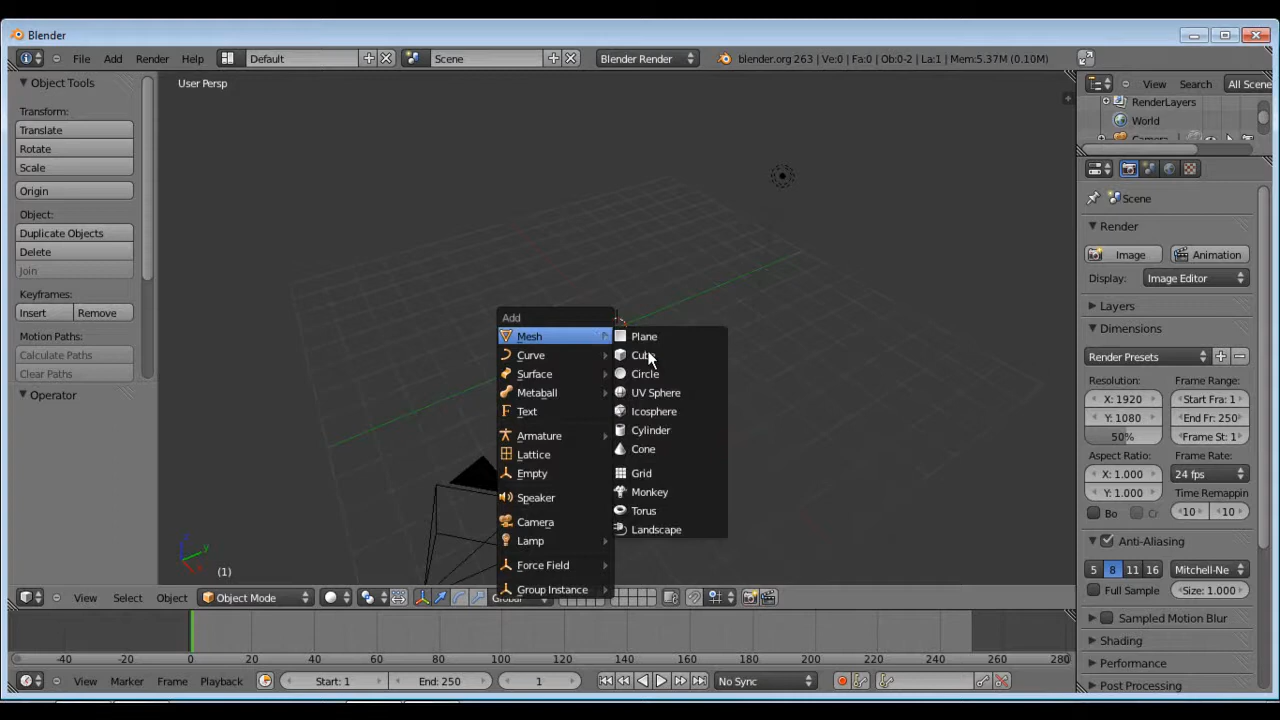 Blender
File Add Render Help Default Scene Blender Render blender.org 263 | Ve:0 | Fa:0 | Ob:0-2 | La:1 | Mem:5.37M (0.10M)
Object Tools
Transform:
Translate
Rotate
Scale
Origin
Object:
Duplicate Objects
Delete
Join
Keyframes:
Insert Remove
Motion Paths:
Calculate Paths
Clear Paths
Operator
User Persp
(1)
Add
Mesh
Curve
Surface
Metaball
Text
Armature
Lattice
Empty
Speaker
Camera
Lamp
Force Field
Group Instance
Plane
Cube
Circle
UV Sphere
Icosphere
Cylinder
Cone
Grid
Monkey
Torus
Landscape
x y
View Select Object Object Mode
View Search All Scene
RenderLayers
World
Scene
Render
Image Animation
Display: Image Editor
Layers
Dimensions
Render Presets
Resolution: Frame Range:
X: 1920 Start Fra: 1
Y: 1080 End Fr: 250
50% Frame St: 1
Aspect Ratio: Frame Rate:
X: 1.000 24 fps
Y: 1.000 Time Remappin
Bo Cr 10 10
Anti-Aliasing
5 8 11 16 Mitchell-Ne
Full Sample Size: 1.000
Sampled Motion Blur
Shading
Performance
Post Processing
-40 -20 0 20 40 60 80 100 120 140 160 180 200 220 240 260 280
View Marker Frame Playback Start: 1 End: 250 1 No Sync